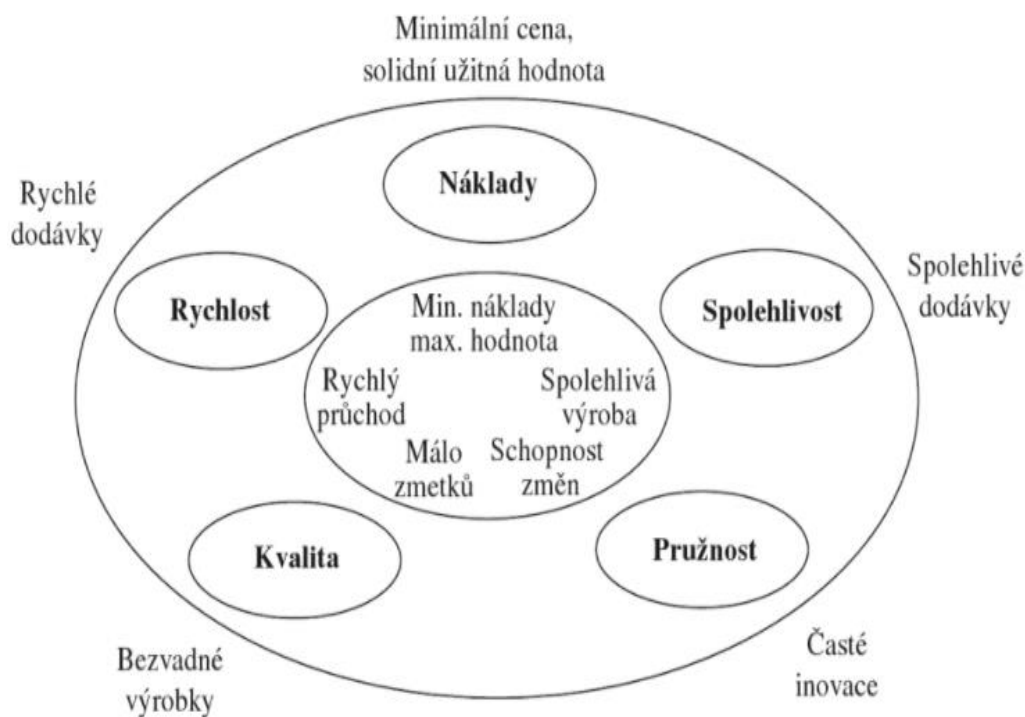 Minimální cena,
solidní užitná hodnota
Náklady
Rychlé
dodávky
Rychlost
Spolehlivost
Spolehlivé
dodávky
Min. náklady
max. hodnota
Rychlý
průchod
Spolehlivá
výroba
Málo
zmetků
Schopnost
změn
Kvalita
Pružnost
Bezvadné
výrobky
Časté
inovace